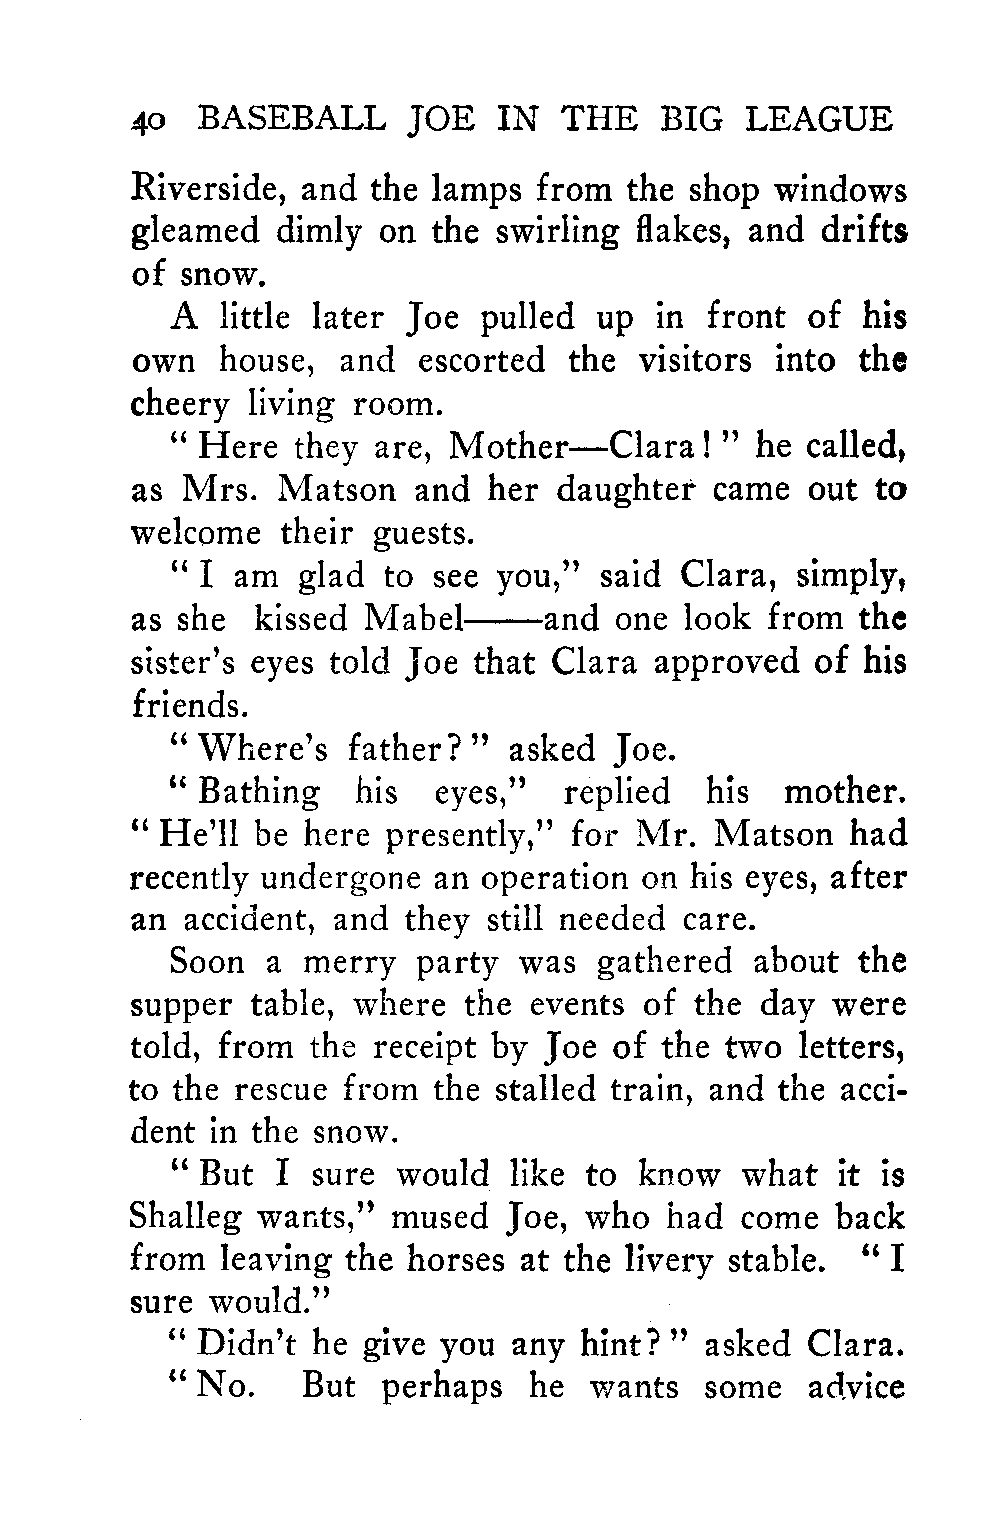 40 BASEBALL JOE IN THE BIG LEAGUE
Riverside, and the lamps from the shop windows
gleamed dimly on the swirling flakes, and drifts
of snow.
A little later Joe pulled up in front of his
own house, and escorted the visitors into the
cheery living room.
"Here they are, Mother—Clara!" he called,
as Mrs. Matson and her daughter came out to
welcome their guests.
"I am glad to see you," said Clara, simply,
as she kissed Mabel——and one look from the
sister's eyes told Joe that Clara approved of his
friends.
"Where's father?" asked Joe.
"Bathing his eyes," replied his mother.
"He'll be here presently," for Mr. Matson had
recently undergone an operation on his eyes, after
an accident, and they still needed care.
Soon a merry party was gathered about the
supper table, where the events of the day were
told, from the receipt by Joe of the two letters,
to the rescue from the stalled train, and the acci-
dent in the snow.
"But I sure would like to know what it is
Shalleg wants," mused Joe, who had come back
from leaving the horses at the livery stable. "I
sure would."
"Didn't he give you any hint?" asked Clara.
"No. But perhaps he wants some advice